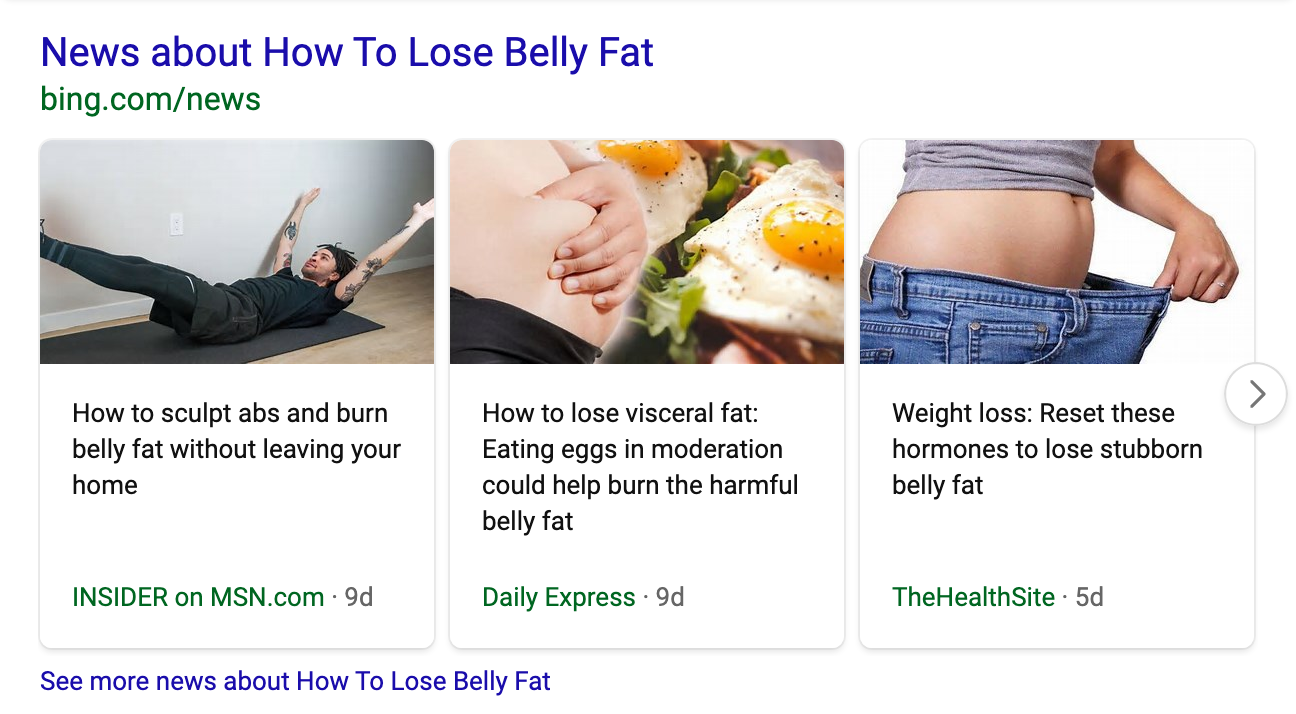 News about How To Lose Belly Fat
bing.com/news
How to sculpt abs and burn
belly fat without leaving your
home
INSIDER on MSN.com · 9d
How to lose visceral fat:
Eating eggs in moderation
could help burn the harmful
belly fat
Daily Express · 9d
Weight loss: Reset these
hormones to lose stubborn
belly fat
TheHealthSite · 5d
See more news about How To Lose Belly Fat